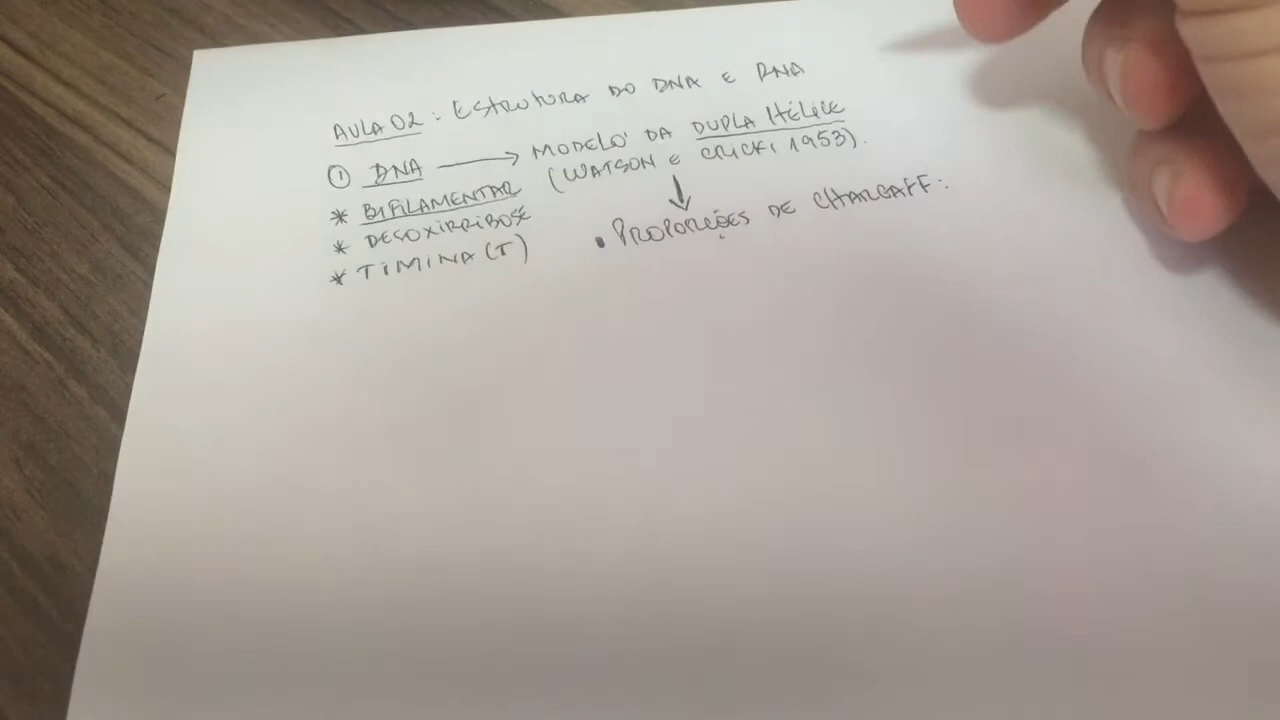 AULA 02: ESTRUTURA DO DNA E RNA
① DNA → MODELO DA DUPLA HÉLICE
(WATSON E CRICK, 1953).
* BIFILAMENTAR
* DESOXIRRIBOSE
* TIMINA (T)
• PROPORÇÕES DE CHARGAFF: